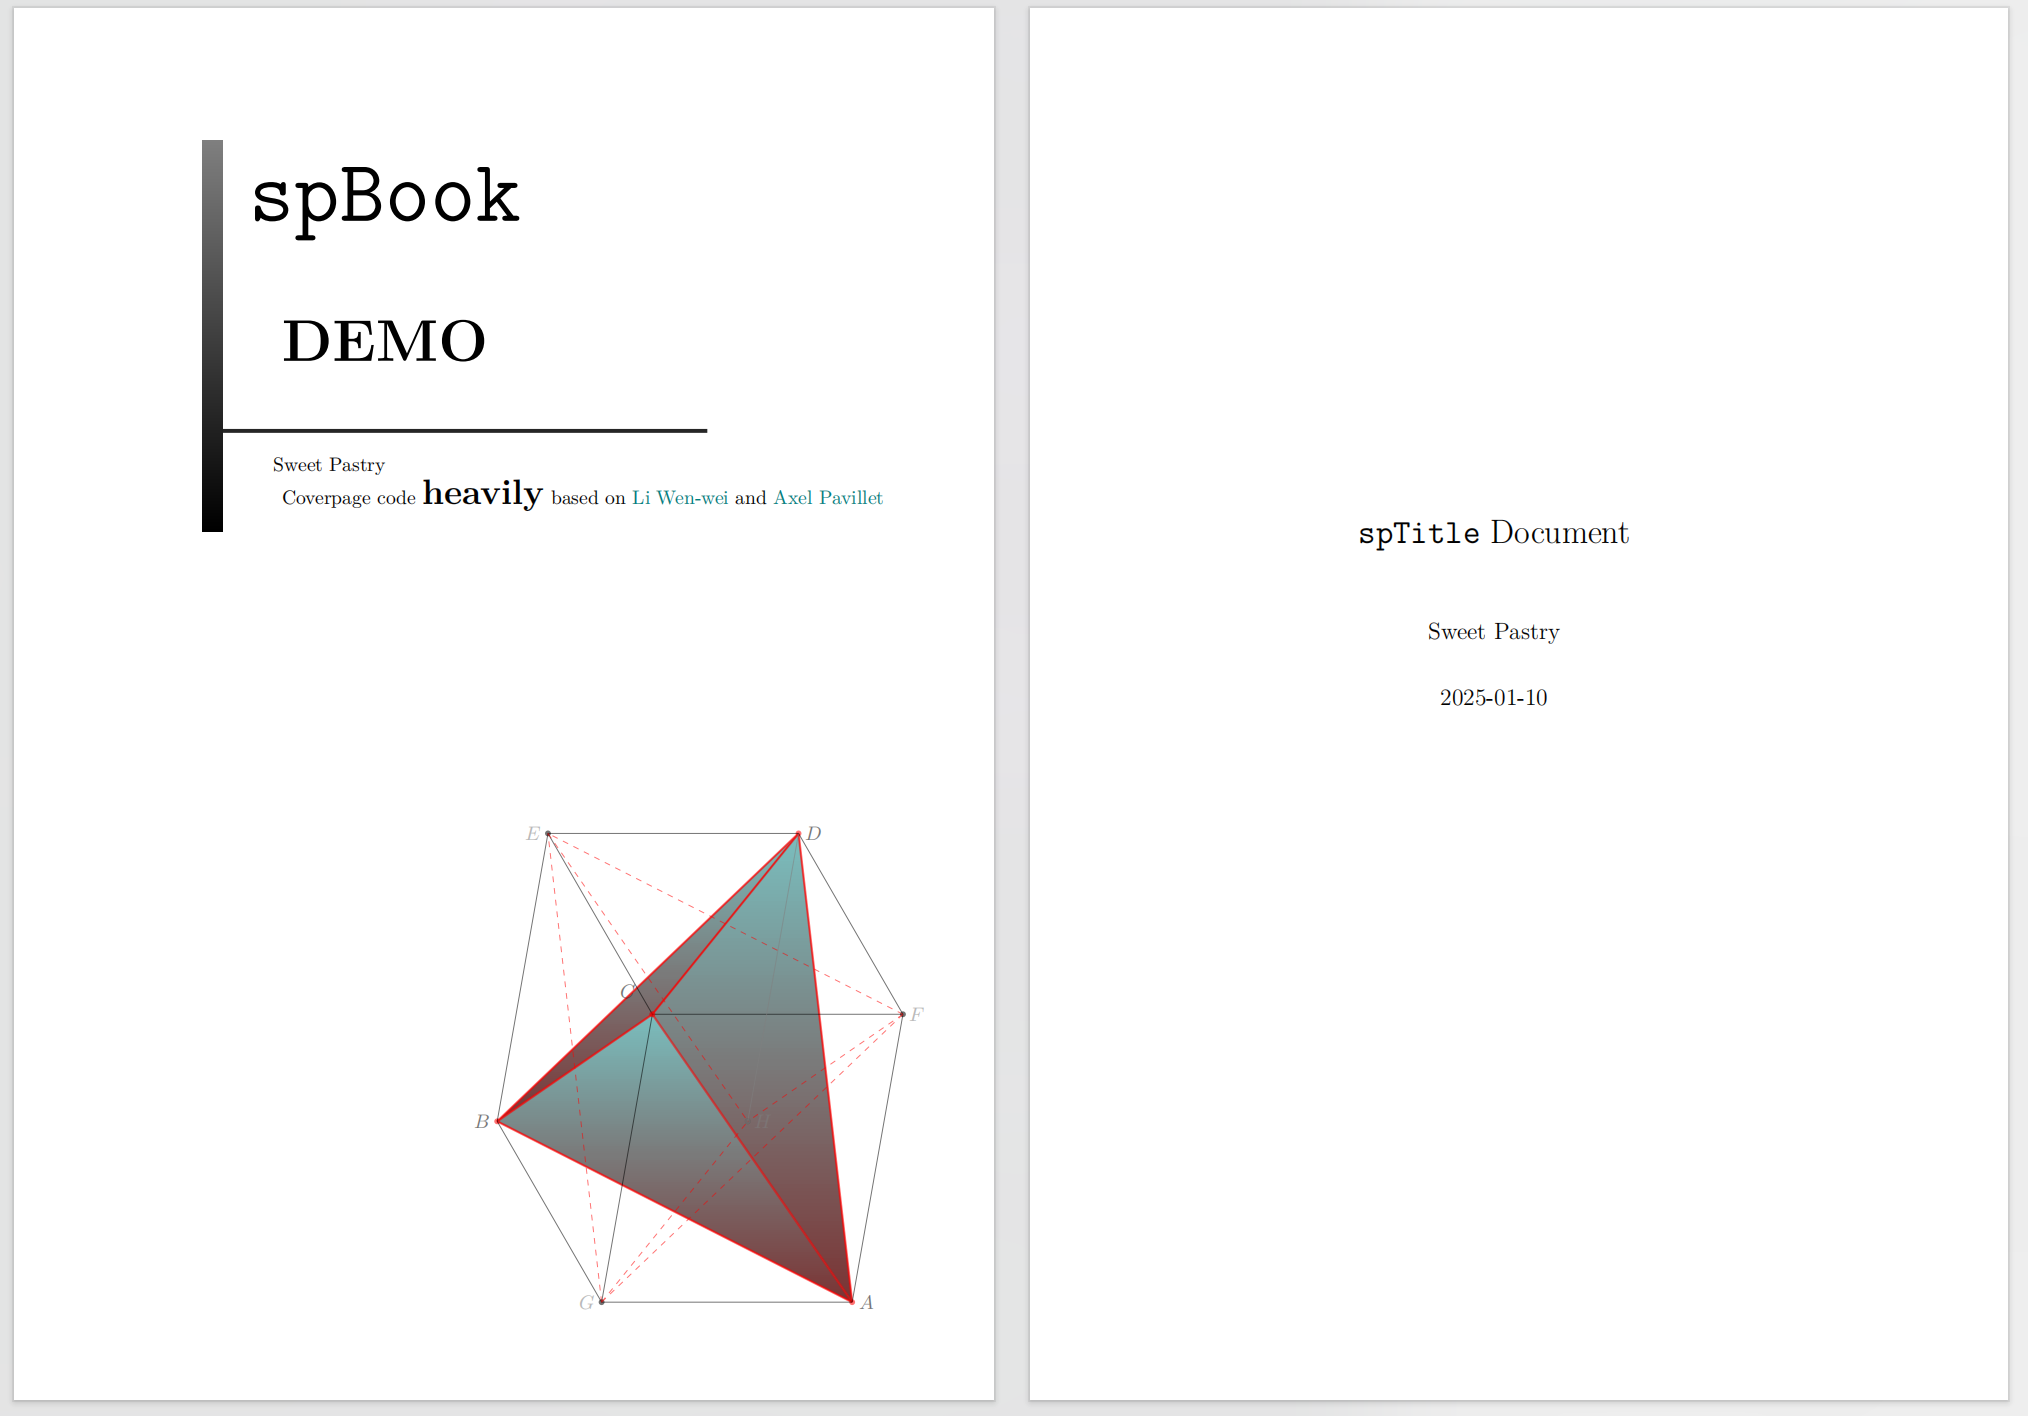 spBook
DEMO
Sweet Pastry
Coverpage code heavily based on Li Wen-wei and Axel Pavillet
E
D
C
F
B
H
G
A
spTitle Document
Sweet Pastry
2025-01-10